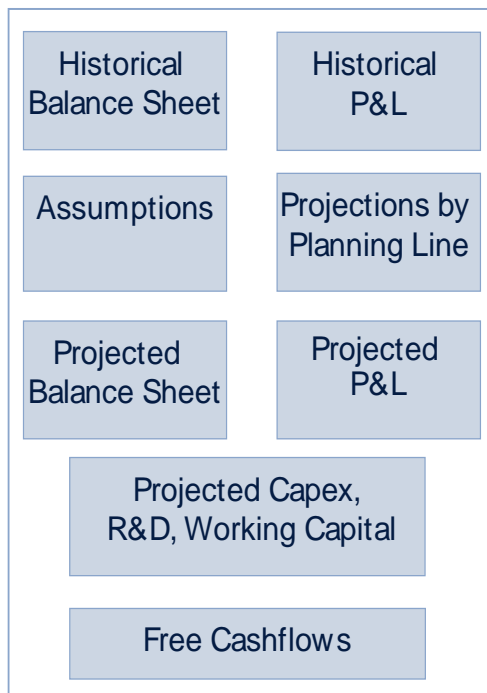 Historical
Balance Sheet
Historical
P&L
Assumptions
Projections by
Planning Line
Projected
Balance Sheet
Projected
P&L
Projected Capex,
R&D, Working Capital
Free Cashflows